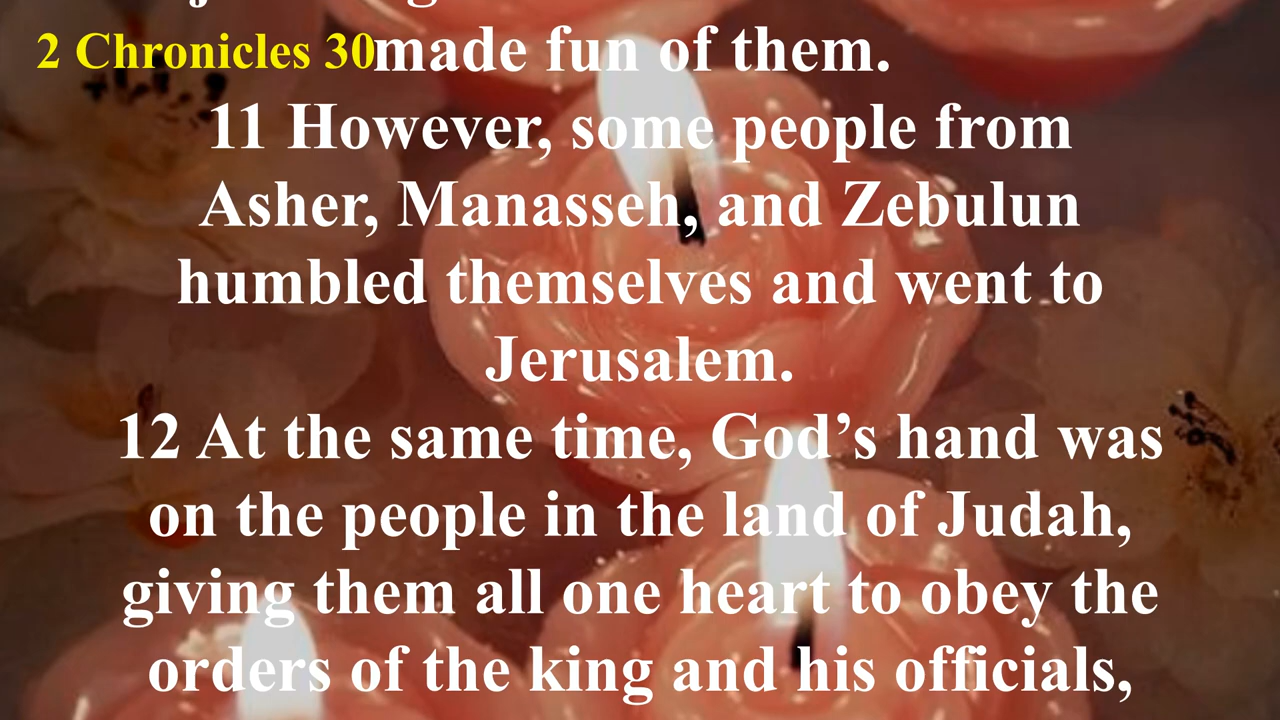 2 Chronicles 30
made fun of them.
11 However, some people from
Asher, Manasseh, and Zebulun
humbled themselves and went to
Jerusalem.
12 At the same time, God’s hand was
on the people in the land of Judah,
giving them all one heart to obey the
orders of the king and his officials,